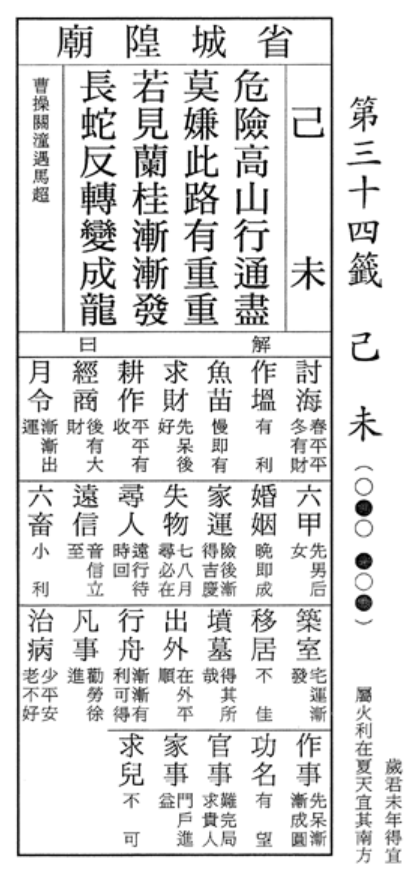 第三十四籤 己未 (○●○ ●○●)
歲君未年得宜
屬火利在夏天宜其南方
省城隍廟
己未
危險高山行通盡
莫嫌此路有重重
若見蘭桂漸漸發
長蛇反轉變成龍
曹操關潼遇馬超
解曰
討海 春平平冬有財
作塭 有利
魚苗 慢即有
求財 先呆後好
耕作 平平有收
經商 後有大財
月令 漸漸出運
六甲 先男后女
婚姻 晚即成
家運 險後漸得吉慶
失物 七八月尋必在
尋人 遠行待時回
遠信 音信立至
六畜 小利
築室 宅運漸發
移居 不佳
墳墓 得其所哉
出外 在外平順
行舟 漸漸有利可得
凡事 勸勞徐進
治病 少平安老不好
作事 先呆漸漸成圓
功名 有望
官事 難完局求貴人
家事 門戶進益
求兒 不可